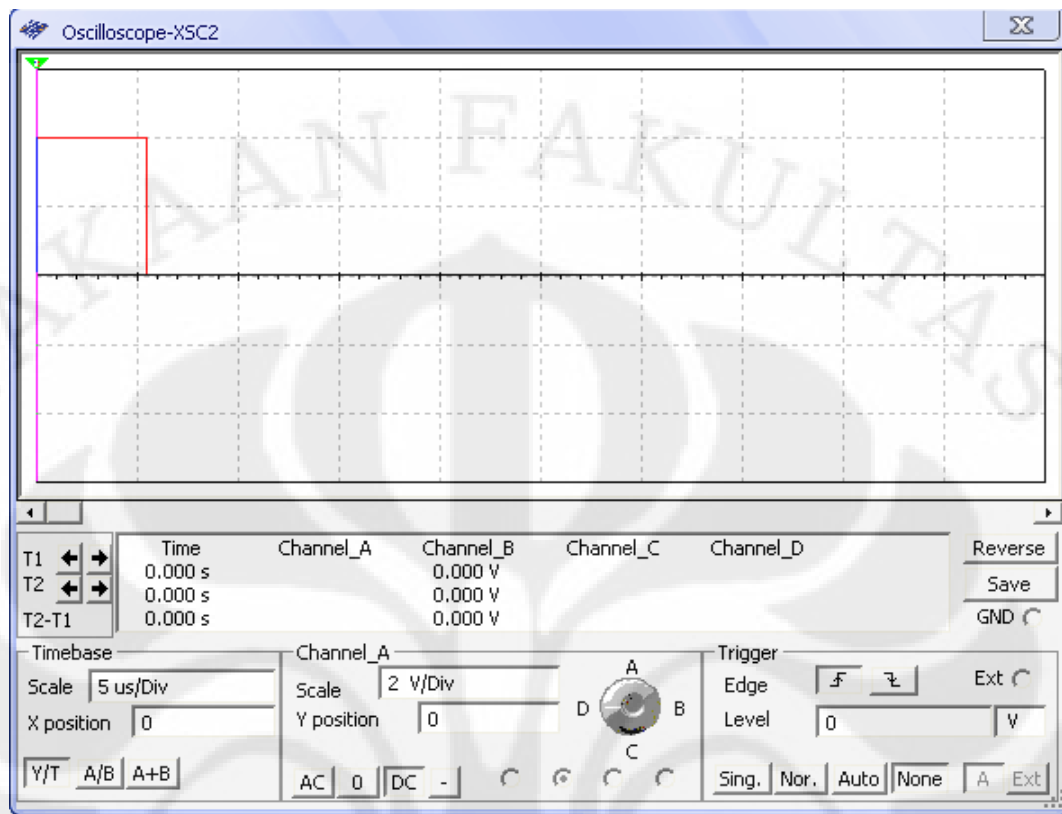 Oscilloscope-XSC2
AKAAN FAKULTAS
Time Channel_A Channel_B Channel_C Channel_D
T1 0.000 s 0.000 V
T2 0.000 s 0.000 V
T2-T1 0.000 s 0.000 V
Reverse
Save
GND
Timebase
Scale 5 us/Div
X position 0
Y/T A/B A+B
Channel_A
Scale 2 V/Div
Y position 0
AC 0 DC -
A
D B
C
Trigger
Edge Ext
Level 0 V
Sing. Nor. Auto None A Ext